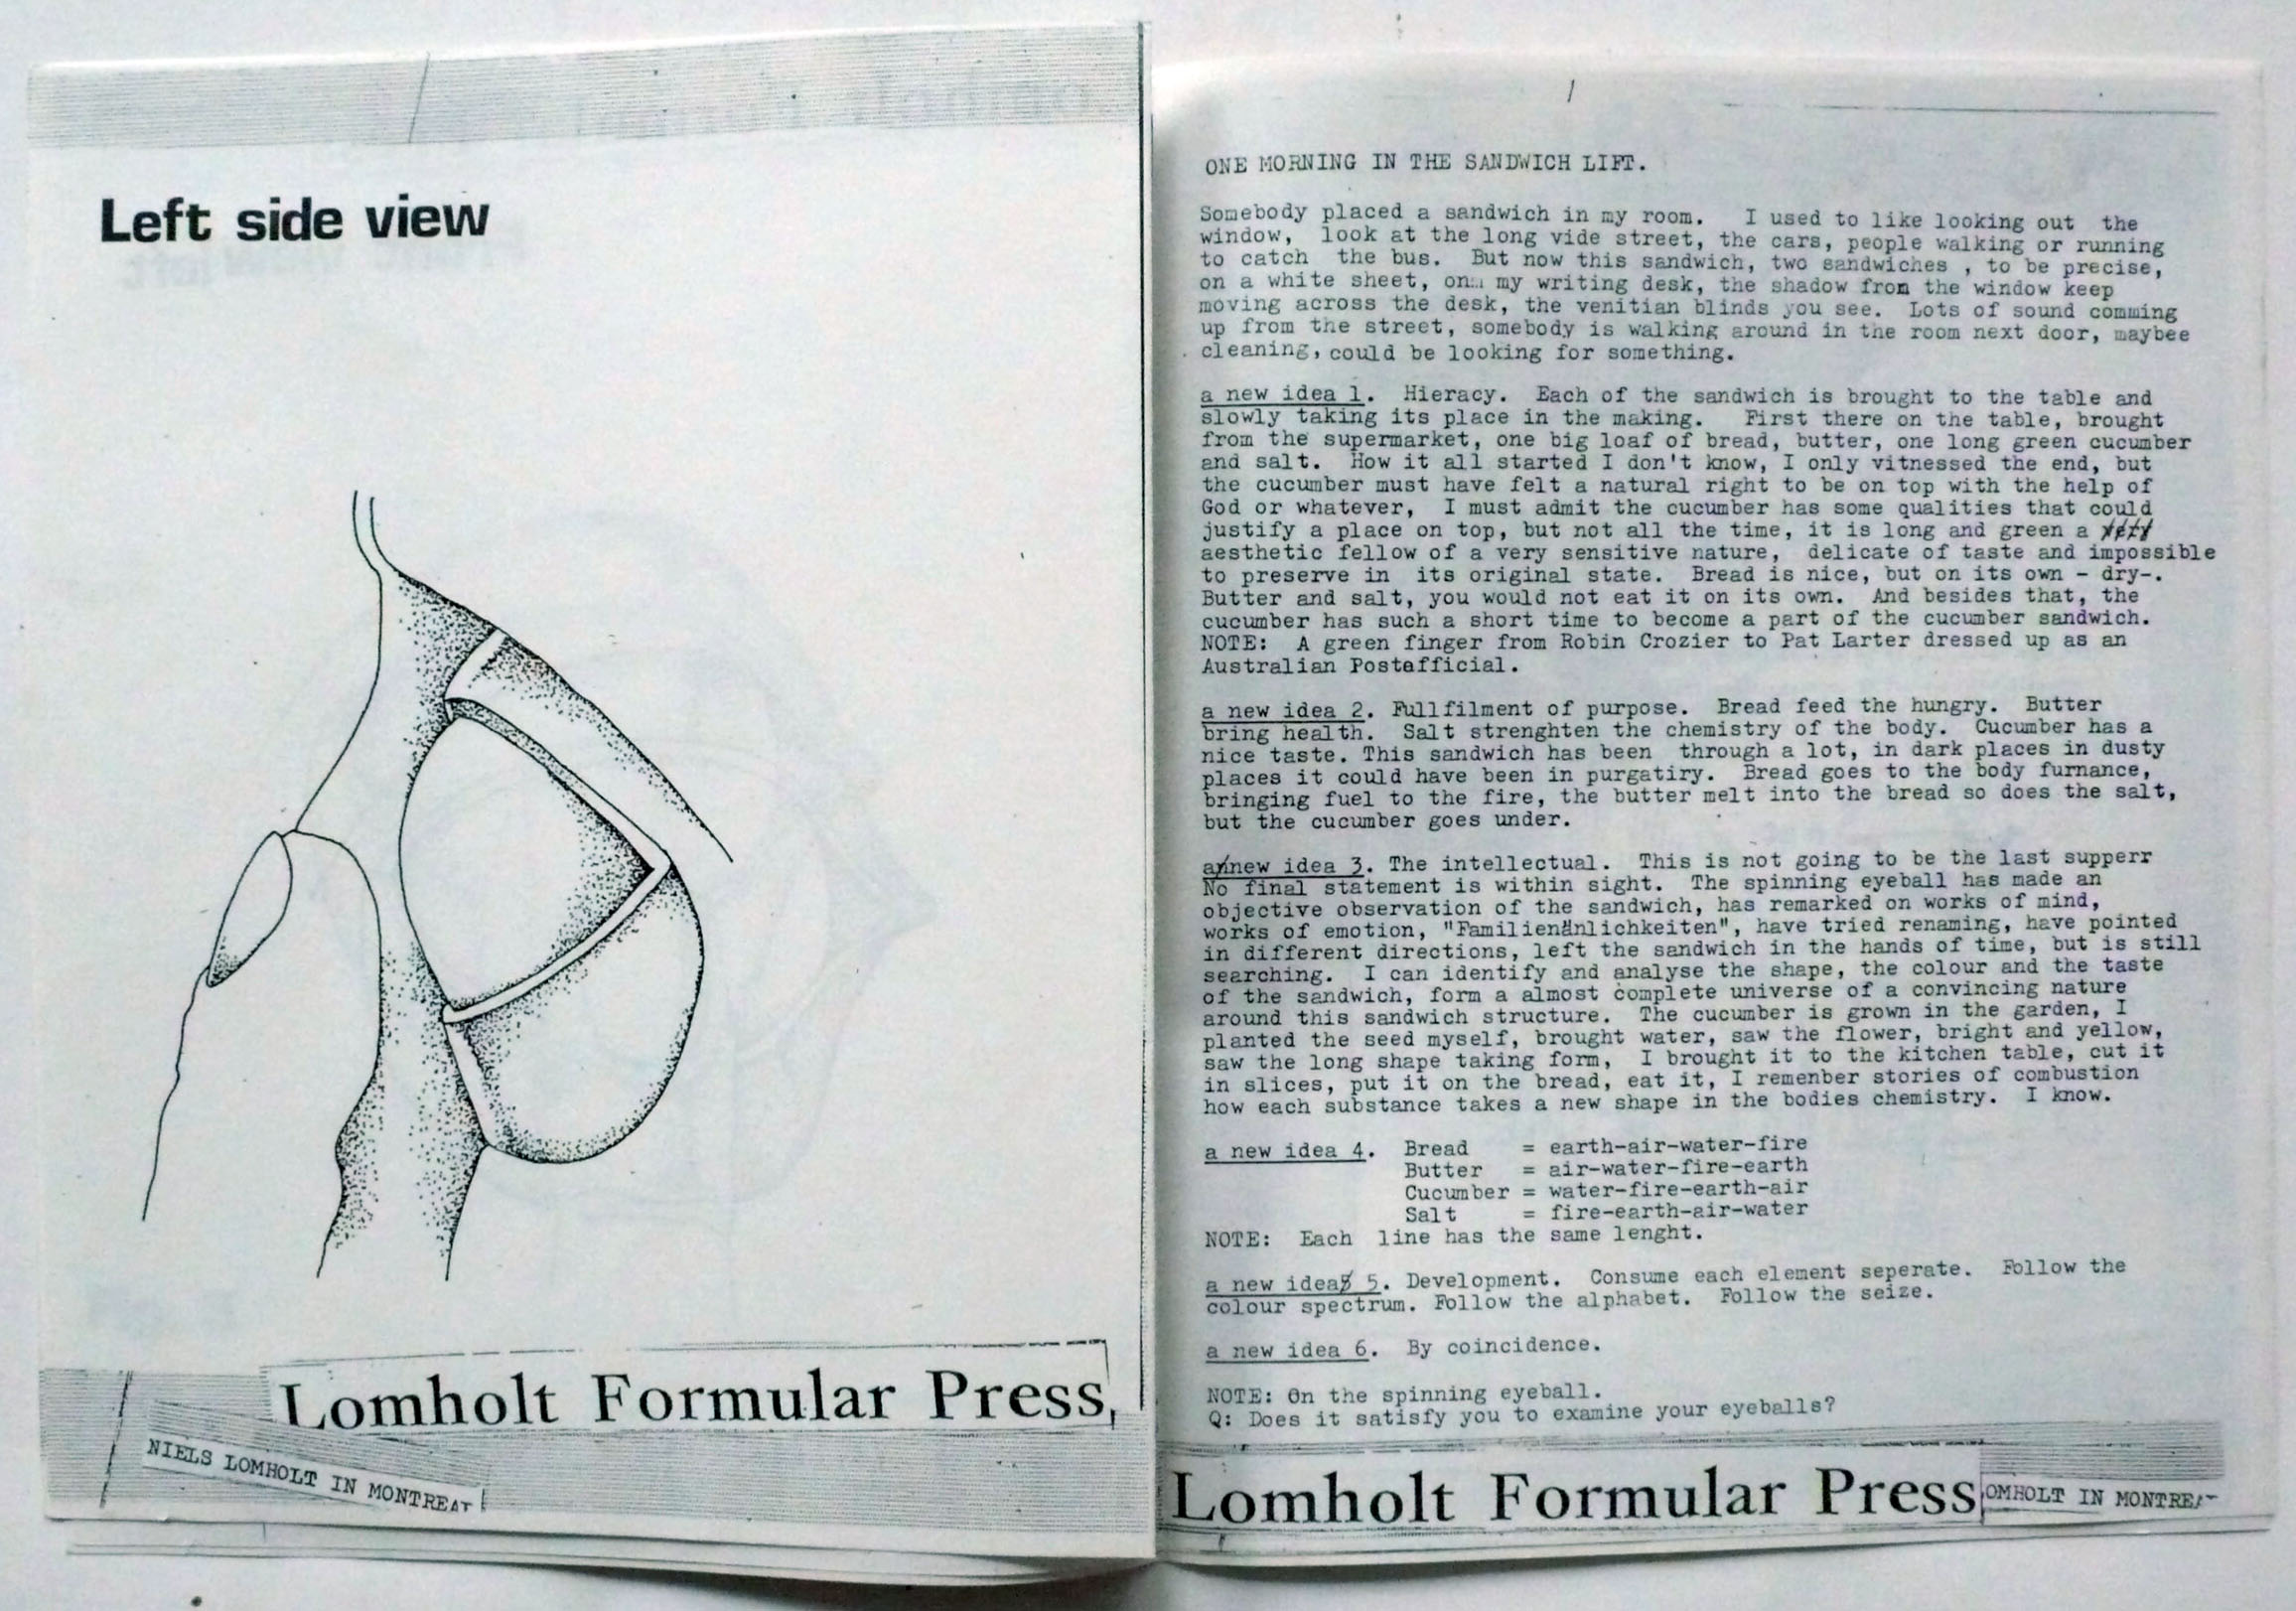 Left side view
Lomholt Formular Press,
NIELS LOMHOLT IN MONTREAL
ONE MORNING IN THE SANDWICH LIFT.
Somebody placed a sandwich in my room. I used to like looking out the
window, look at the long vide street, the cars, people walking or running
to catch the bus. But now this sandwich, two sandwiches , to be precise,
on a white sheet, on my writing desk, the shadow from the window keep
moving across the desk, the venitian blinds you see. Lots of sound comming
up from the street, somebody is walking around in the room next door, maybee
cleaning, could be looking for something.
a new idea 1. Hieracy. Each of the sandwich is brought to the table and
slowly taking its place in the making. First there on the table, brought
from the supermarket, one big loaf of bread, butter, one long green cucumber
and salt. How it all started I don't know, I only vitnessed the end, but
the cucumber must have felt a natural right to be on top with the help of
God or whatever, I must admit the cucumber has some qualities that could
justify a place on top, but not all the time, it is long and green a
aesthetic fellow of a very sensitive nature, delicate of taste and impossible
to preserve in its original state. Bread is nice, but on its own - dry-.
Butter and salt, you would not eat it on its own. And besides that, the
cucumber has such a short time to become a part of the cucumber sandwich.
NOTE: A green finger from Robin Crozier to Pat Larter dressed up as an
Australian Postofficial.
a new idea 2. Fullfilment of purpose. Bread feed the hungry. Butter
bring health. Salt strenghten the chemistry of the body. Cucumber has a
nice taste. This sandwich has been through a lot, in dark places in dusty
places it could have been in purgatiry. Bread goes to the body furnance,
bringing fuel to the fire, the butter melt into the bread so does the salt,
but the cucumber goes under.
a new idea 3. The intellectual. This is not going to be the last supperr
No final statement is within sight. The spinning eyeball has made an
objective observation of the sandwich, has remarked on works of mind,
works of emotion, "Familienänlichkeiten", have tried renaming, have pointed
in different directions, left the sandwich in the hands of time, but is still
searching. I can identify and analyse the shape, the colour and the taste
of the sandwich, form a almost complete universe of a convincing nature
around this sandwich structure. The cucumber is grown in the garden, I
planted the seed myself, brought water, saw the flower, bright and yellow,
saw the long shape taking form, I brought it to the kitchen table, cut it
in slices, put it on the bread, eat it, I remenber stories of combustion
how each substance takes a new shape in the bodies chemistry. I know.
a new idea 4. Bread = earth-air-water-fire
Butter = air-water-fire-earth
Cucumber = water-fire-earth-air
Salt = fire-earth-air-water
NOTE: Each line has the same lenght.
a new idea 5. Development. Consume each element seperate. Follow the
colour spectrum. Follow the alphabet. Follow the seize.
a new idea 6. By coincidence.
NOTE: On the spinning eyeball.
Q: Does it satisfy you to examine your eyeballs?
Lomholt Formular Press
OMHOLT IN MONTREA